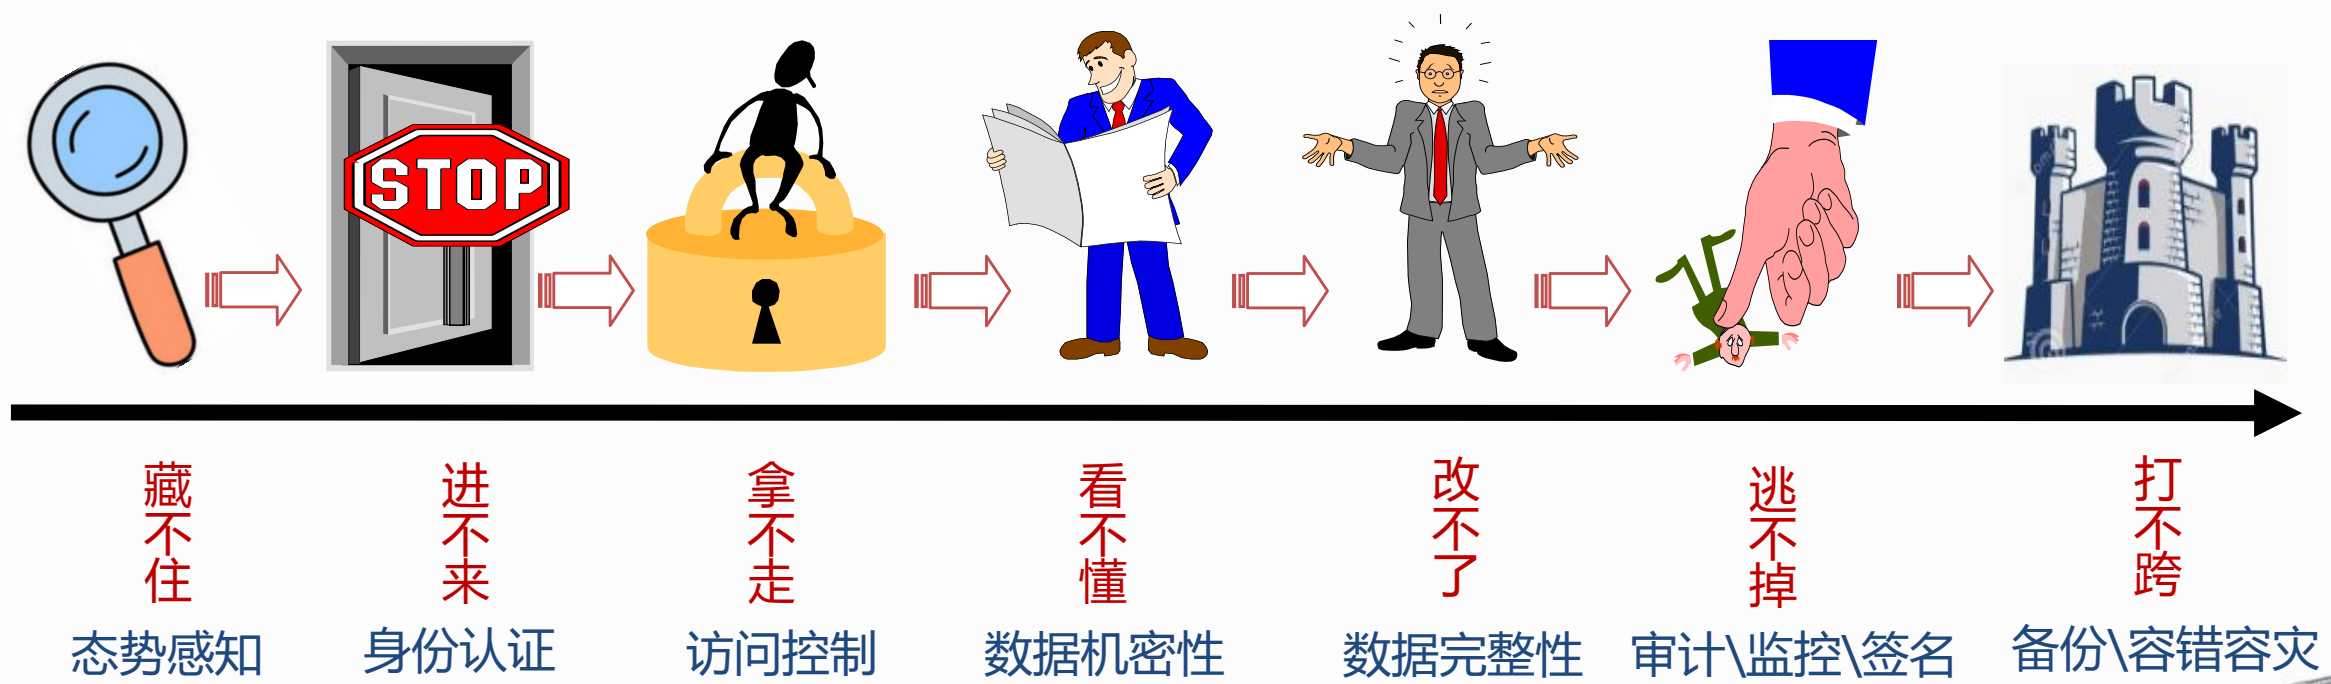 STOP
藏不住
进不来
拿不走
看不懂
改不了
逃不掉
打不跨
态势感知
身份认证
访问控制
数据机密性
数据完整性
审计\监控\签名
备份\容错容灾